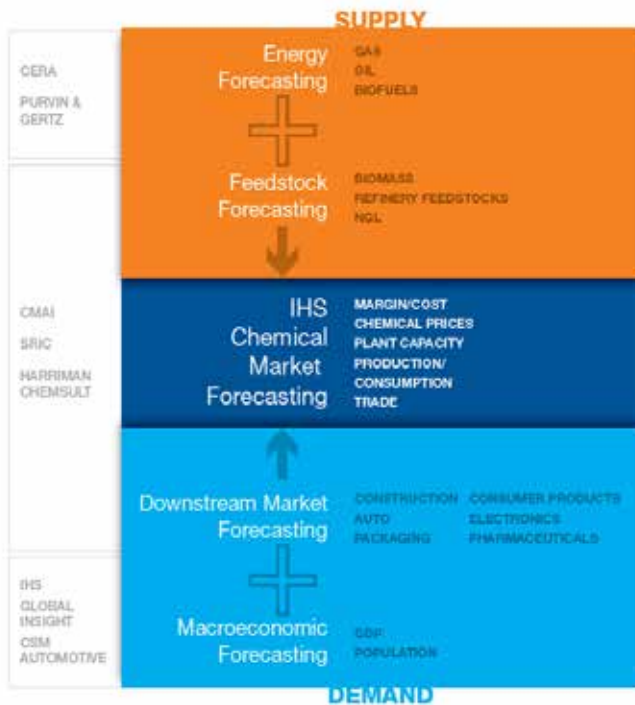 SUPPLY
CERA
PURVIN &
GERTZ
Energy
Forecasting
GAS
OIL
BIOFUELS
Feedstock
Forecasting
BIOMASS
REFINERY FEEDSTOCKS
NGL
CMAI
SRIC
HARRIMAN
CHEMSULT
IHS
Chemical
Market
Forecasting
MARGIN/COST
CHEMICAL PRICES
PLANT CAPACITY
PRODUCTION/
CONSUMPTION
TRADE
Downstream Market
Forecasting
CONSTRUCTION CONSUMER PRODUCTS
AUTO ELECTRONICS
PACKAGING PHARMACEUTICALS
IHS
GLOBAL
INSIGHT
CSM
AUTOMOTIVE
Macroeconomic
Forecasting
GDP
POPULATION
DEMAND